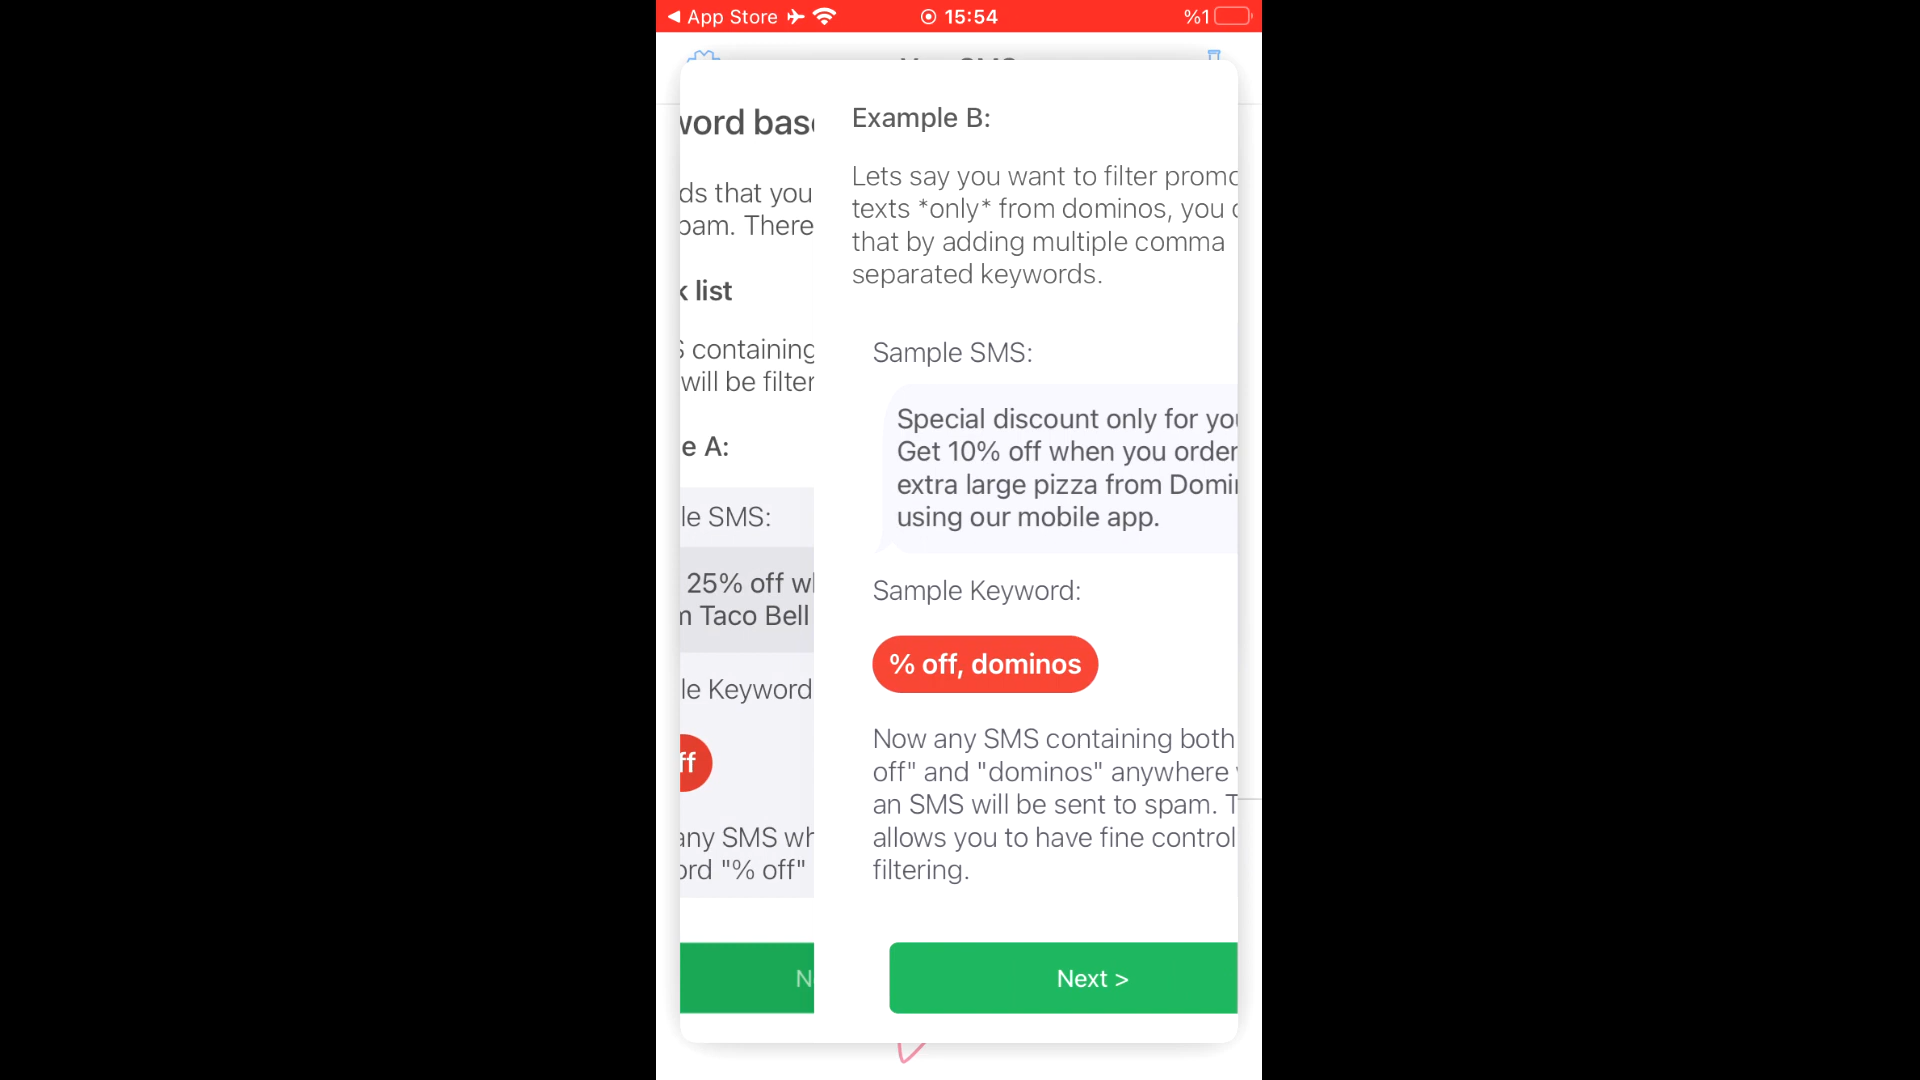 App Store
15:54
%1
word bas
ds that you
pam. There
k list
S containing
will be filter
e A:
le SMS:
25% off w
m Taco Bell
le Keyword
ff
any SMS wh
ord "% off"
N
Example B:
Lets say you want to filter promo
texts *only* from dominos, you
that by adding multiple comma
separated keywords.
Sample SMS:
Special discount only for you
Get 10% off when you order
extra large pizza from Domin
using our mobile app.
Sample Keyword:
% off, dominos
Now any SMS containing both
off" and "dominos" anywhere
an SMS will be sent to spam. T
allows you to have fine control
filtering.
Next >